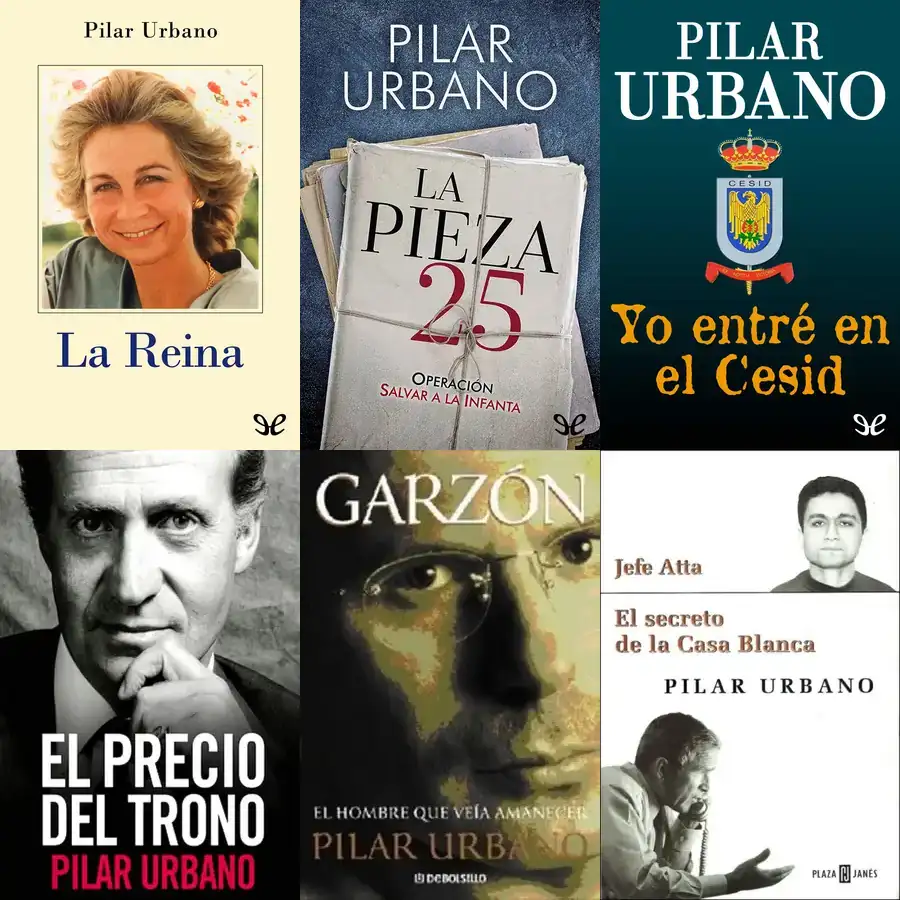 Pilar Urbano
La Reina
PILAR
URBANO
LA
PIEZA
25
OPERACIÓN
SALVAR A LA INFANTA
PILAR
URBANO
CESID
Yo entré en
el Cesid
EL PRECIO
DEL TRONO
PILAR URBANO
GARZÓN
EL HOMBRE QUE VEÍA AMANECER
PILAR URBANO
DEBOLSILLO
Jefe Atta
El secreto
de la Casa Blanca
PILAR URBANO
PLAZA JANÉS